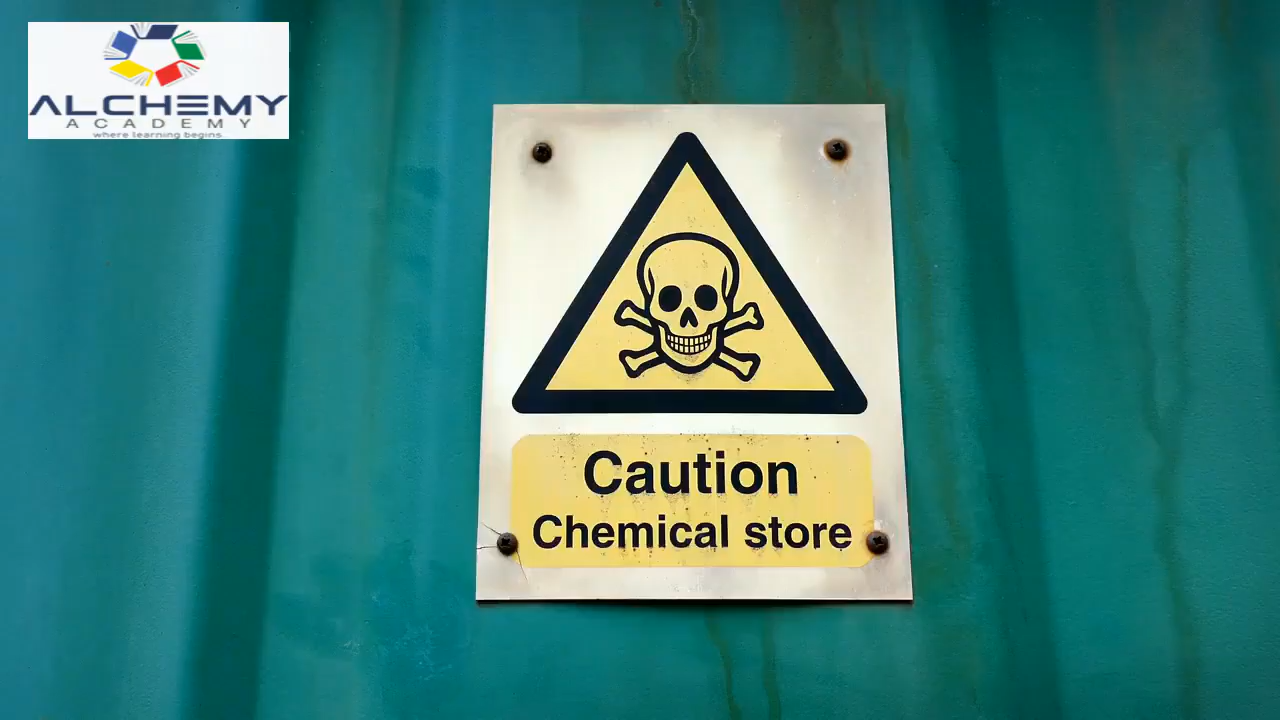 ALCHEMY
ACADEMY
where learning begins..
Caution
Chemical store